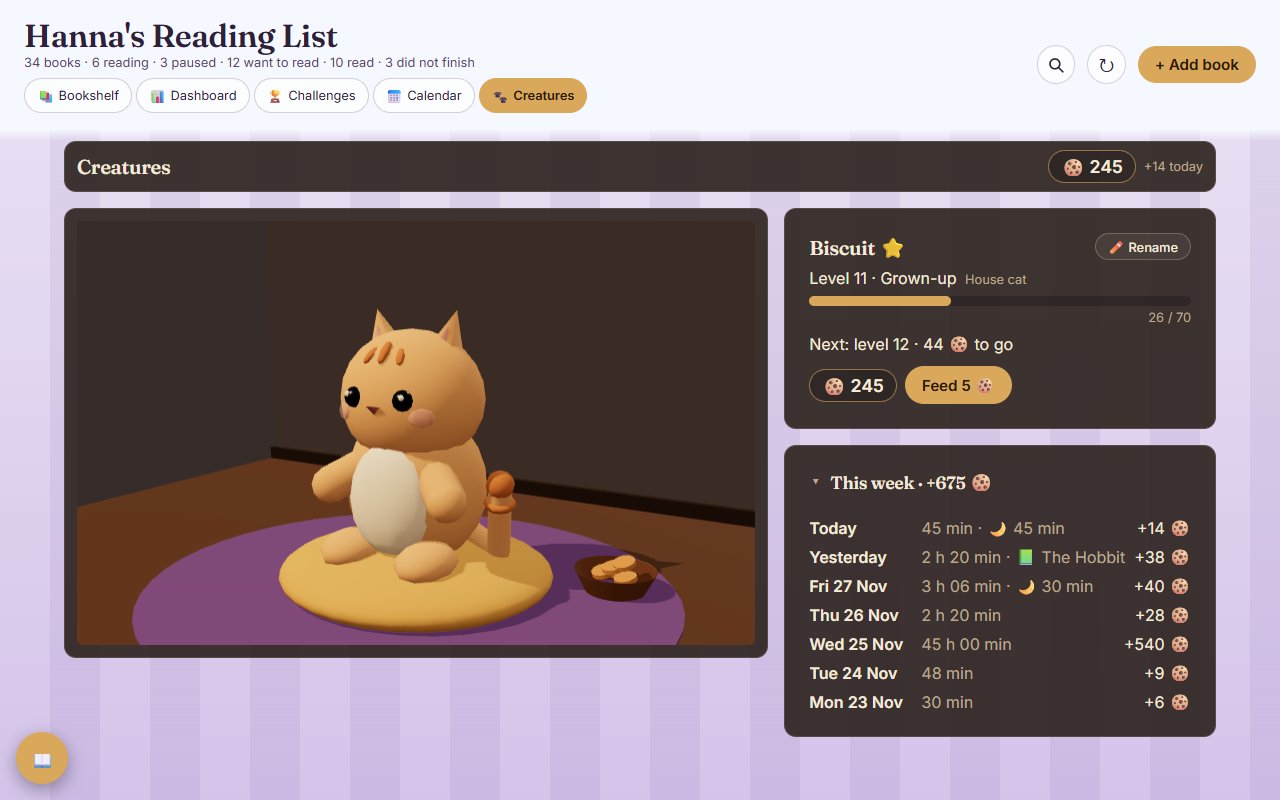 Hanna's Reading List
34 books · 6 reading · 3 paused · 12 want to read · 10 read · 3 did not finish
Bookshelf
Dashboard
Challenges
Calendar
Creatures
+ Add book
Creatures
245
+14 today
Biscuit
Rename
Level 11 · Grown-up House cat
26 / 70
Next: level 12 · 44 to go
245
Feed 5
This week · +675
Today 45 min · 45 min +14
Yesterday 2 h 20 min · The Hobbit +38
Fri 27 Nov 3 h 06 min · 30 min +40
Thu 26 Nov 2 h 20 min +28
Wed 25 Nov 45 h 00 min +540
Tue 24 Nov 48 min +9
Mon 23 Nov 30 min +6